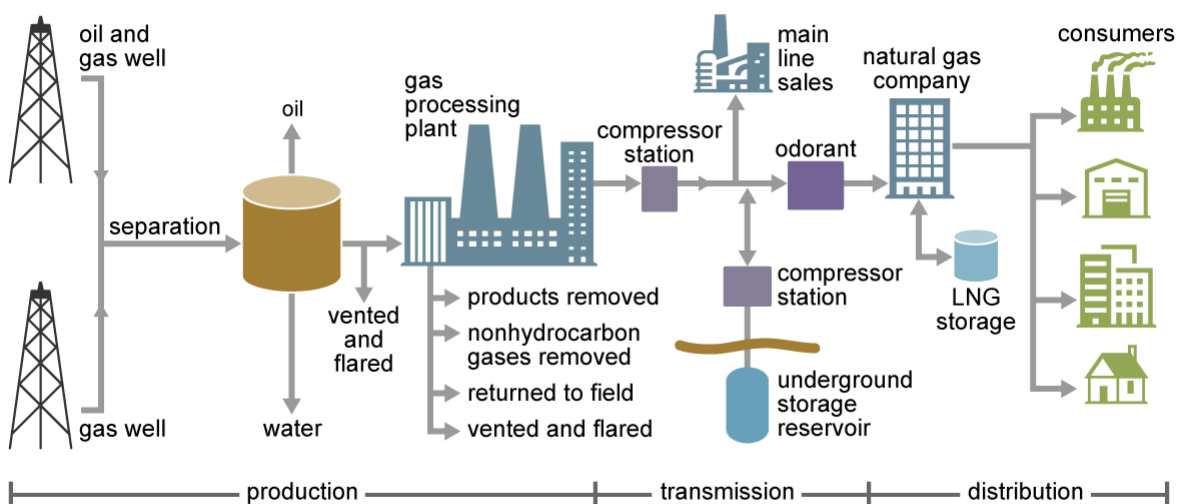 oil and
gas well
oil
separation
gas well
water
vented
and
flared
gas
processing
plant
products removed
nonhydrocarbon
gases removed
returned to field
vented and flared
compressor
station
main
line
sales
odorant
compressor
station
underground
storage
reservoir
natural gas
company
LNG
storage
consumers
production
transmission
distribution